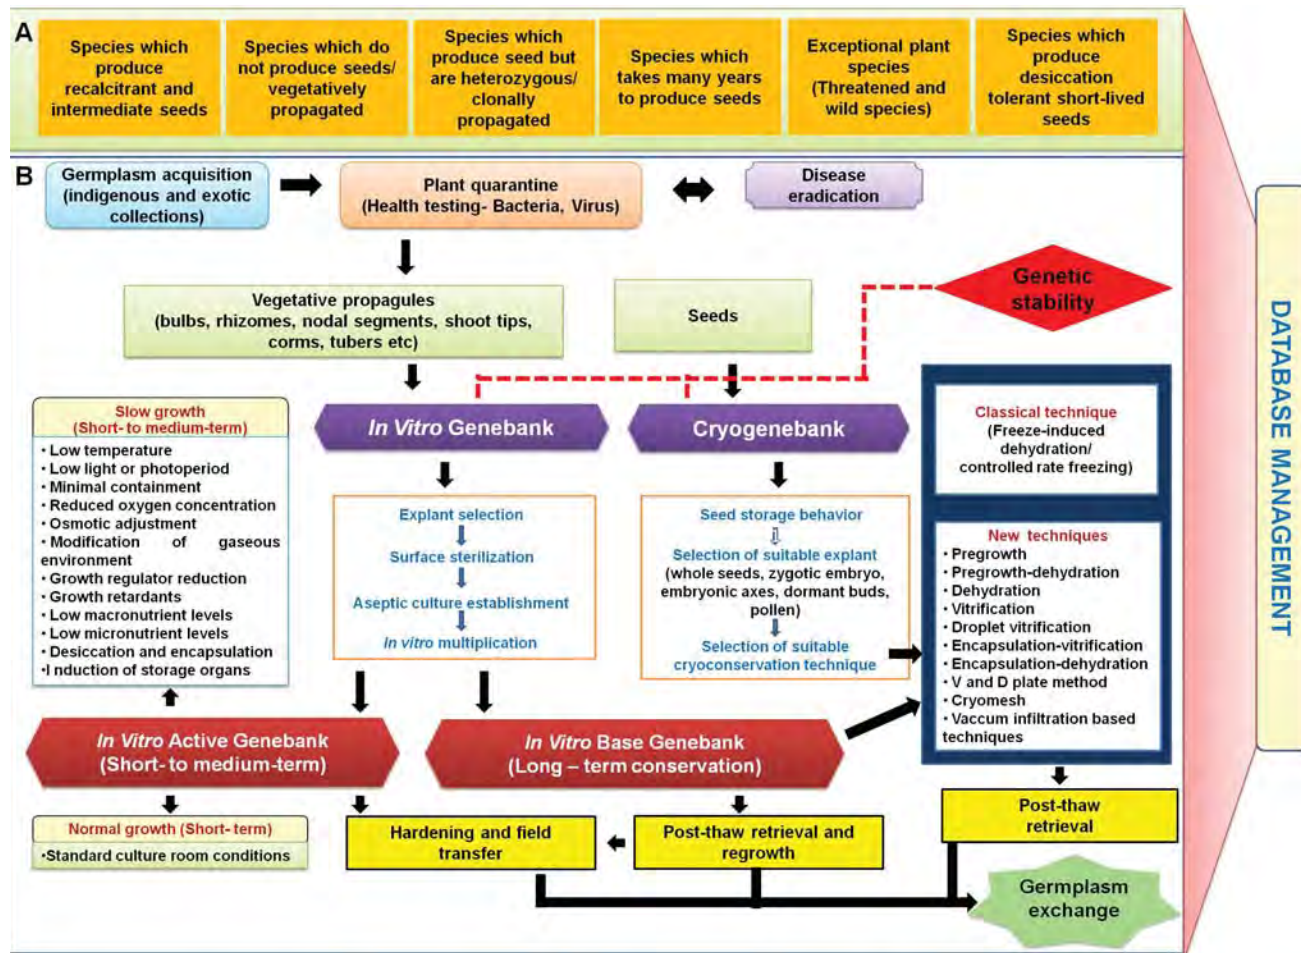 A
Species which
produce
recalcitrant and
intermediate seeds
Species which do
not produce seeds/
vegetatively
propagated
Species which
produce seed but
are heterozygous/
clonally
propagated
Species which
takes many years
to produce seeds
Exceptional plant
species
(Threatened and
wild species)
Species which
produce
desiccation
tolerant short-lived
seeds
B
Germplasm acquisition
(indigenous and exotic
collections)
Plant quarantine
(Health testing- Bacteria, Virus)
Disease
eradication
Vegetative propagules
(bulbs, rhizomes, nodal segments, shoot tips,
corms, tubers etc)
Seeds
Genetic
stability
Slow growth
(Short- to medium-term)
• Low temperature
• Low light or photoperiod
• Minimal containment
• Reduced oxygen concentration
• Osmotic adjustment
• Modification of gaseous
environment
• Growth regulator reduction
• Growth retardants
• Low macronutrient levels
• Low micronutrient levels
• Desiccation and encapsulation
•I nduction of storage organs
In Vitro Genebank
Cryogenebank
Explant selection
Surface sterilization
Aseptic culture establishment
In vitro multiplication
Seed storage behavior
Selection of suitable explant
(whole seeds, zygotic embryo,
embryonic axes, dormant buds,
pollen)
Selection of suitable
cryoconservation technique
Classical technique
(Freeze-induced
dehydration/
controlled rate freezing)
New techniques
• Pregrowth
• Pregrowth-dehydration
• Dehydration
• Vitrification
• Droplet vitrification
• Encapsulation-vitrification
• Encapsulation-dehydration
• V and D plate method
• Cryomesh
• Vaccum infiltration based
techniques
In Vitro Active Genebank
(Short- to medium-term)
In Vitro Base Genebank
(Long – term conservation)
Normal growth (Short- term)
•Standard culture room conditions
Hardening and field
transfer
Post-thaw retrieval and
regrowth
Post-thaw
retrieval
Germplasm
exchange
DATABASE MANAGEMENT